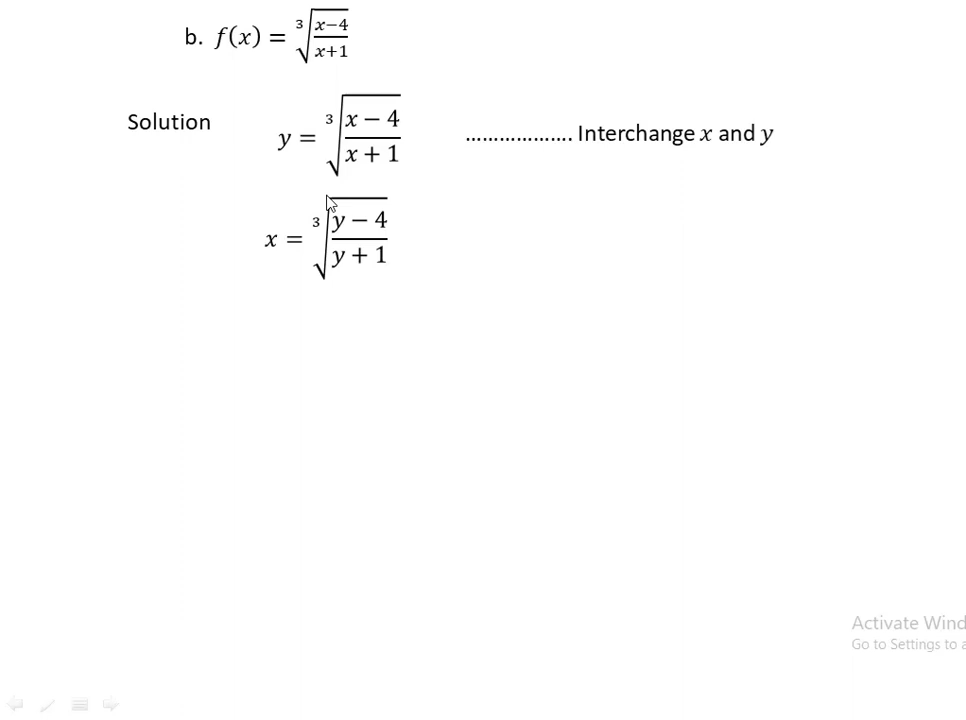 b. f(x) = ∛((x−4)/(x+1))
Solution y = ∛((x − 4)/(x + 1)) ................... Interchange x and y
x = ∛((y − 4)/(y + 1))
Activate Wind
Go to Settings to a